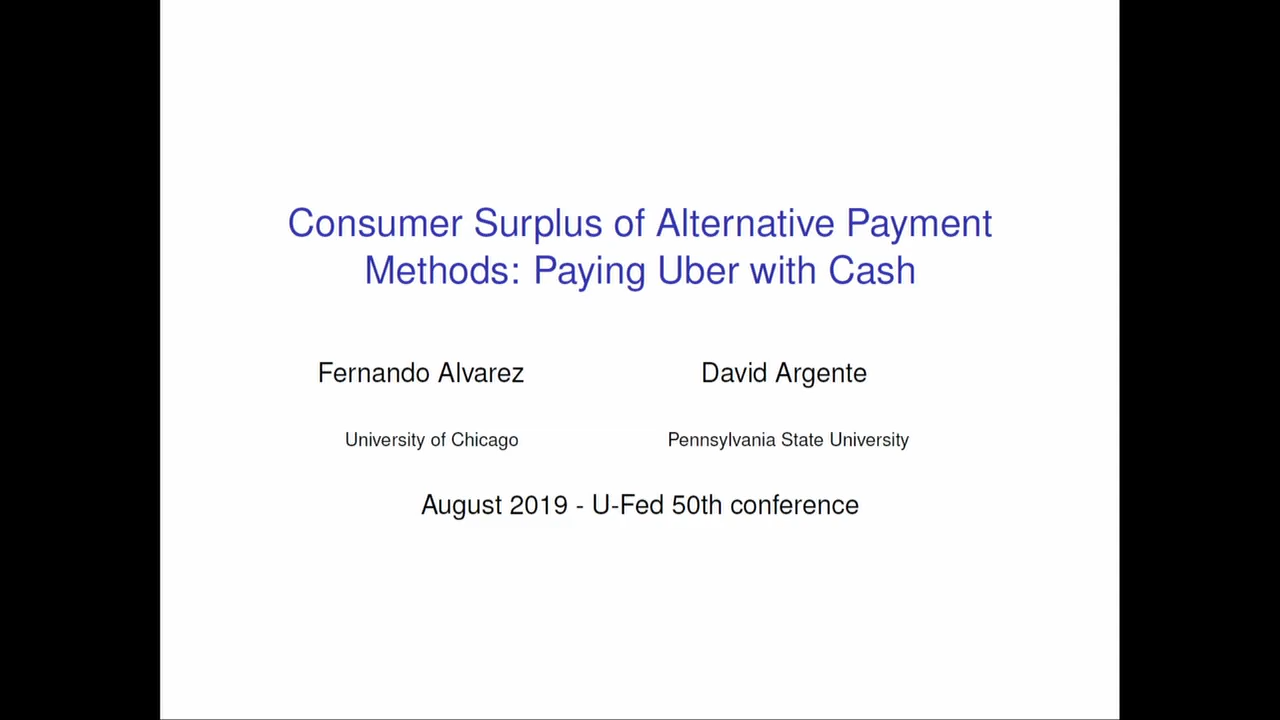 Consumer Surplus of Alternative Payment
Methods: Paying Uber with Cash
Fernando Alvarez David Argente
University of Chicago Pennsylvania State University
August 2019 - U-Fed 50th conference